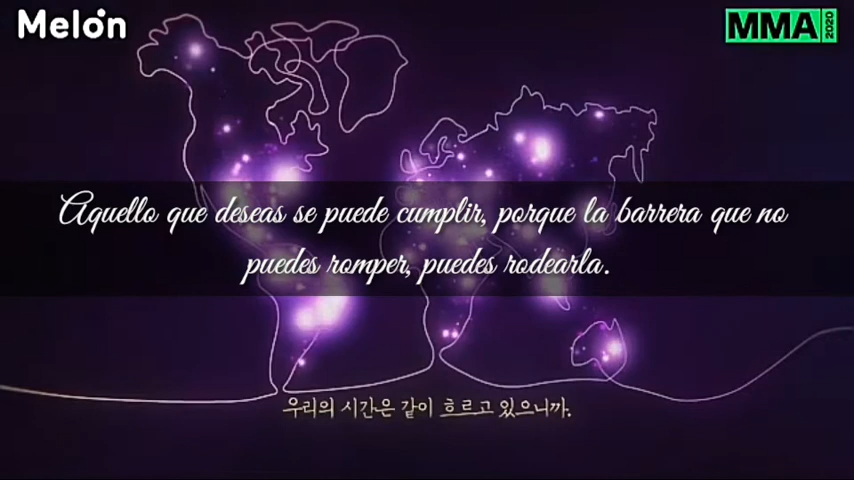 Melon
MMA 2020
Aquello que deseas se puede cumplir, porque la barrera que no
puedes romper, puedes rodearla.
우리의 시간은 같이 흐르고 있으니까.